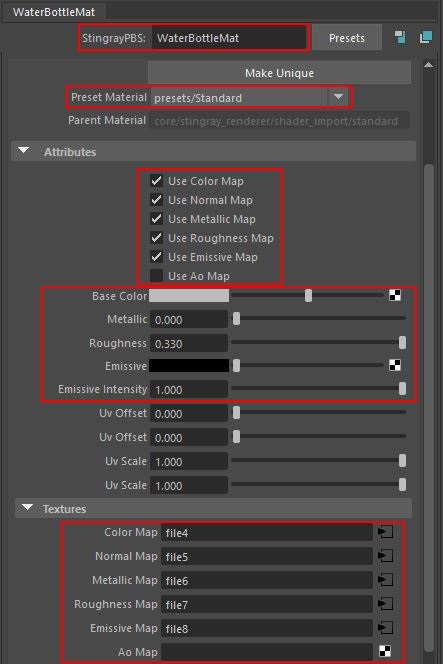 WaterBottleMat
StingrayPBS: WaterBottleMat Presets
Make Unique
Preset Material presets/Standard
Parent Material core/stingray_renderer/shader_import/standard
Attributes
Use Color Map
Use Normal Map
Use Metallic Map
Use Roughness Map
Use Emissive Map
Use Ao Map
Base Color
Metallic 0.000
Roughness 0.330
Emissive
Emissive Intensity 1.000
Uv Offset 0.000
Uv Offset 0.000
Uv Scale 1.000
Uv Scale 1.000
Textures
Color Map file4
Normal Map file5
Metallic Map file6
Roughness Map file7
Emissive Map file8
Ao Map